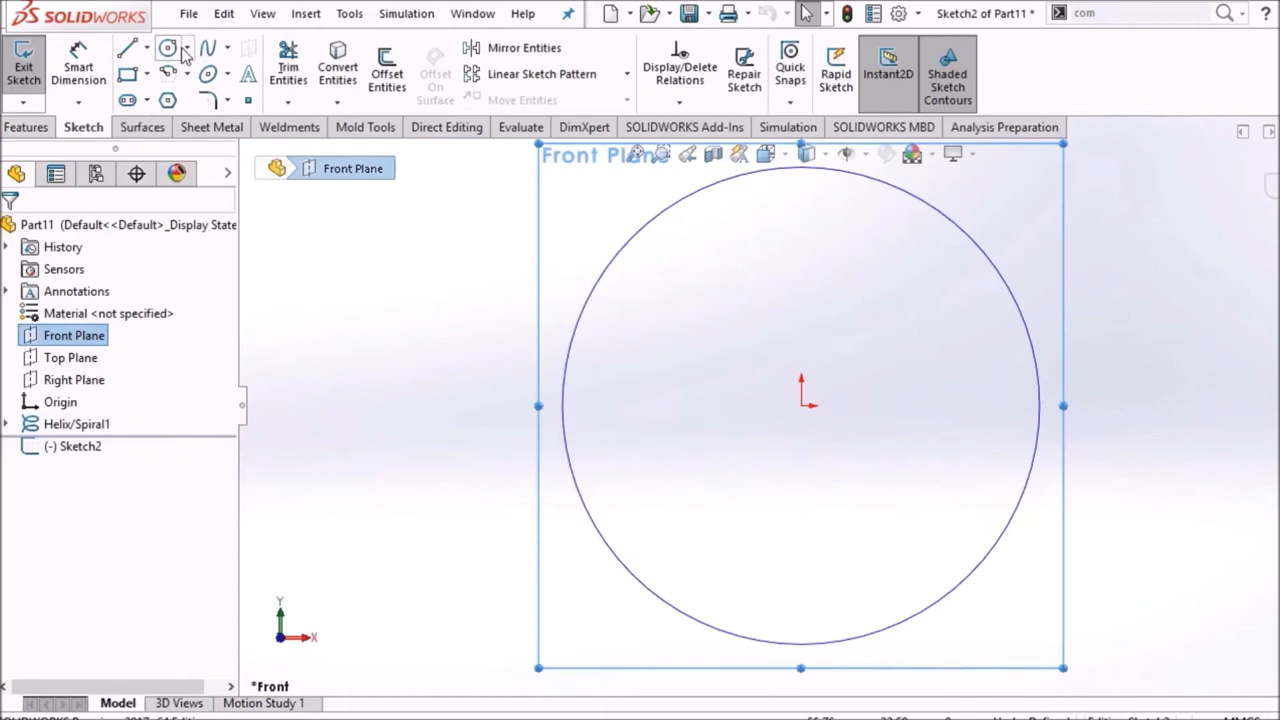 SOLIDWORKS File Edit View Insert Tools Simulation Window Help Sketch2 of Part11 * com
Exit Sketch
Smart Dimension
Trim Entities
Convert Entities
Offset Entities
Offset On Surface
Mirror Entities
Linear Sketch Pattern
Move Entities
Display/Delete Relations
Repair Sketch
Quick Snaps
Rapid Sketch
Instant2D
Shaded Sketch Contours
Features Sketch Surfaces Sheet Metal Weldments Mold Tools Direct Editing Evaluate DimXpert SOLIDWORKS Add-Ins Simulation SOLIDWORKS MBD Analysis Preparation
Front Plane
Front Plane
Part11 (Default<<Default>_Display State
History
Sensors
Annotations
Material <not specified>
Front Plane
Top Plane
Right Plane
Origin
Helix/Spiral1
(-) Sketch2
Y
X
*Front
Model 3D Views Motion Study 1